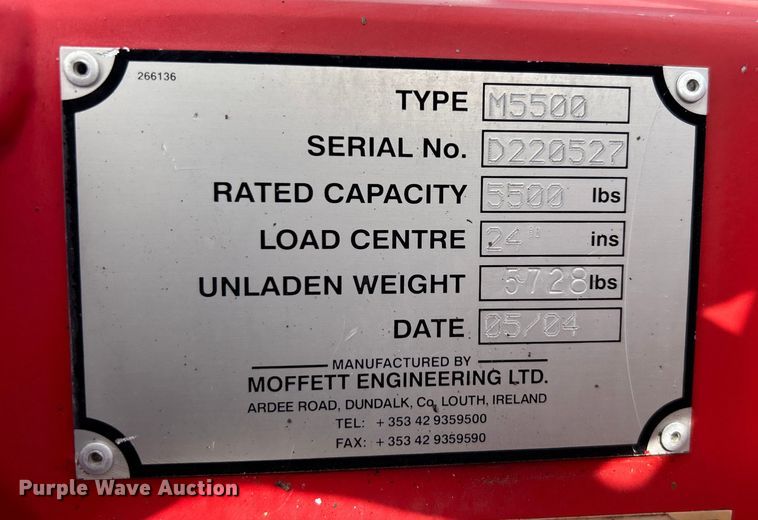 266136
TYPE M5500
SERIAL No. D220527
RATED CAPACITY 5500 lbs
LOAD CENTRE 24" ins
UNLADEN WEIGHT 5728 lbs
DATE 05/04
MANUFACTURED BY
MOFFETT ENGINEERING LTD.
ARDEE ROAD, DUNDALK, Co. LOUTH, IRELAND
TEL: +353 42 9359500
FAX: +353 42 9359590
Purple Wave Auction